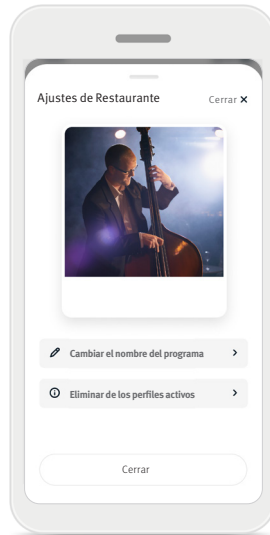 Ajustes de Restaurante
Cerrar ×
Cambiar el nombre del programa
Eliminar de los perfiles activos
Cerrar